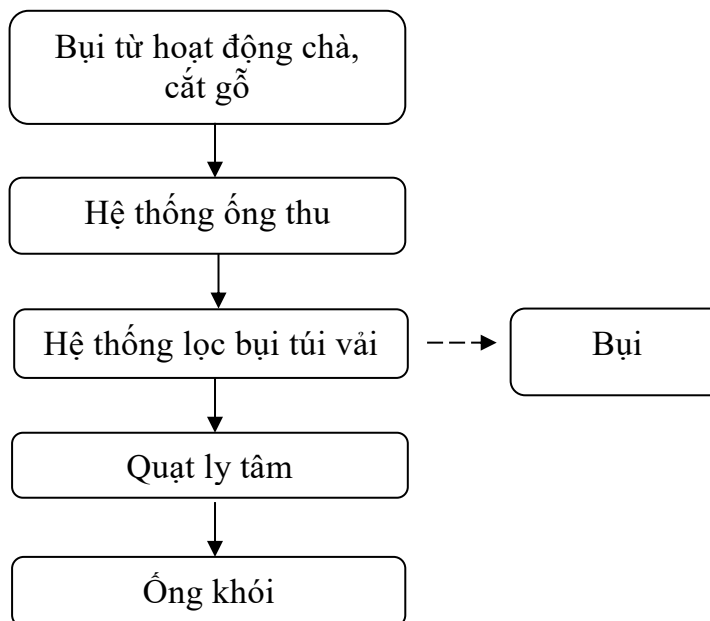 Bụi từ hoạt động chà,
cắt gỗ
Hệ thống ống thu
Hệ thống lọc bụi túi vải
Bụi
Quạt ly tâm
Ống khói